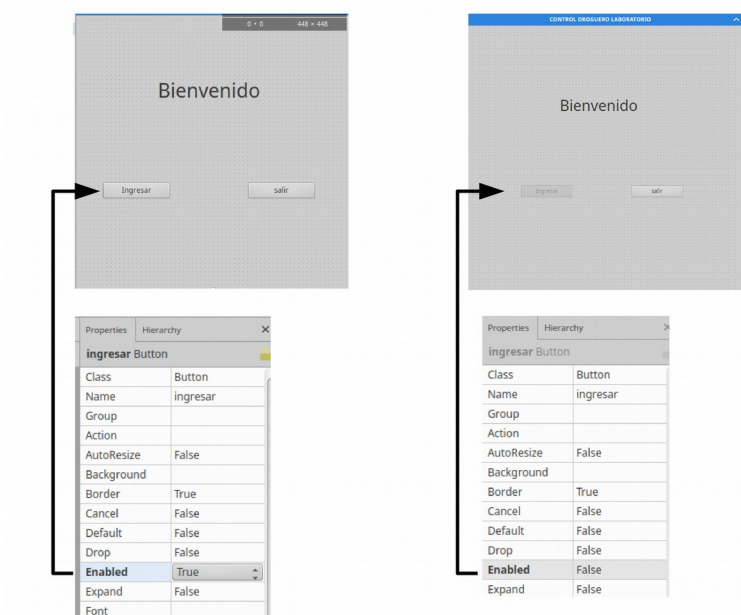 0 • 0 448 × 448
Bienvenido
Ingresar salir
Properties Hierarchy
ingresar Button
Class Button
Name ingresar
Group
Action
AutoResize False
Background
Border True
Cancel False
Default False
Drop False
Enabled True
Expand False
Font
CONTROL DROGUERO LABORATORIO
Bienvenido
Ingresar salir
Properties Hierarchy
ingresar Button
Class Button
Name ingresar
Group
Action
AutoResize False
Background
Border True
Cancel False
Default False
Drop False
Enabled False
Expand False